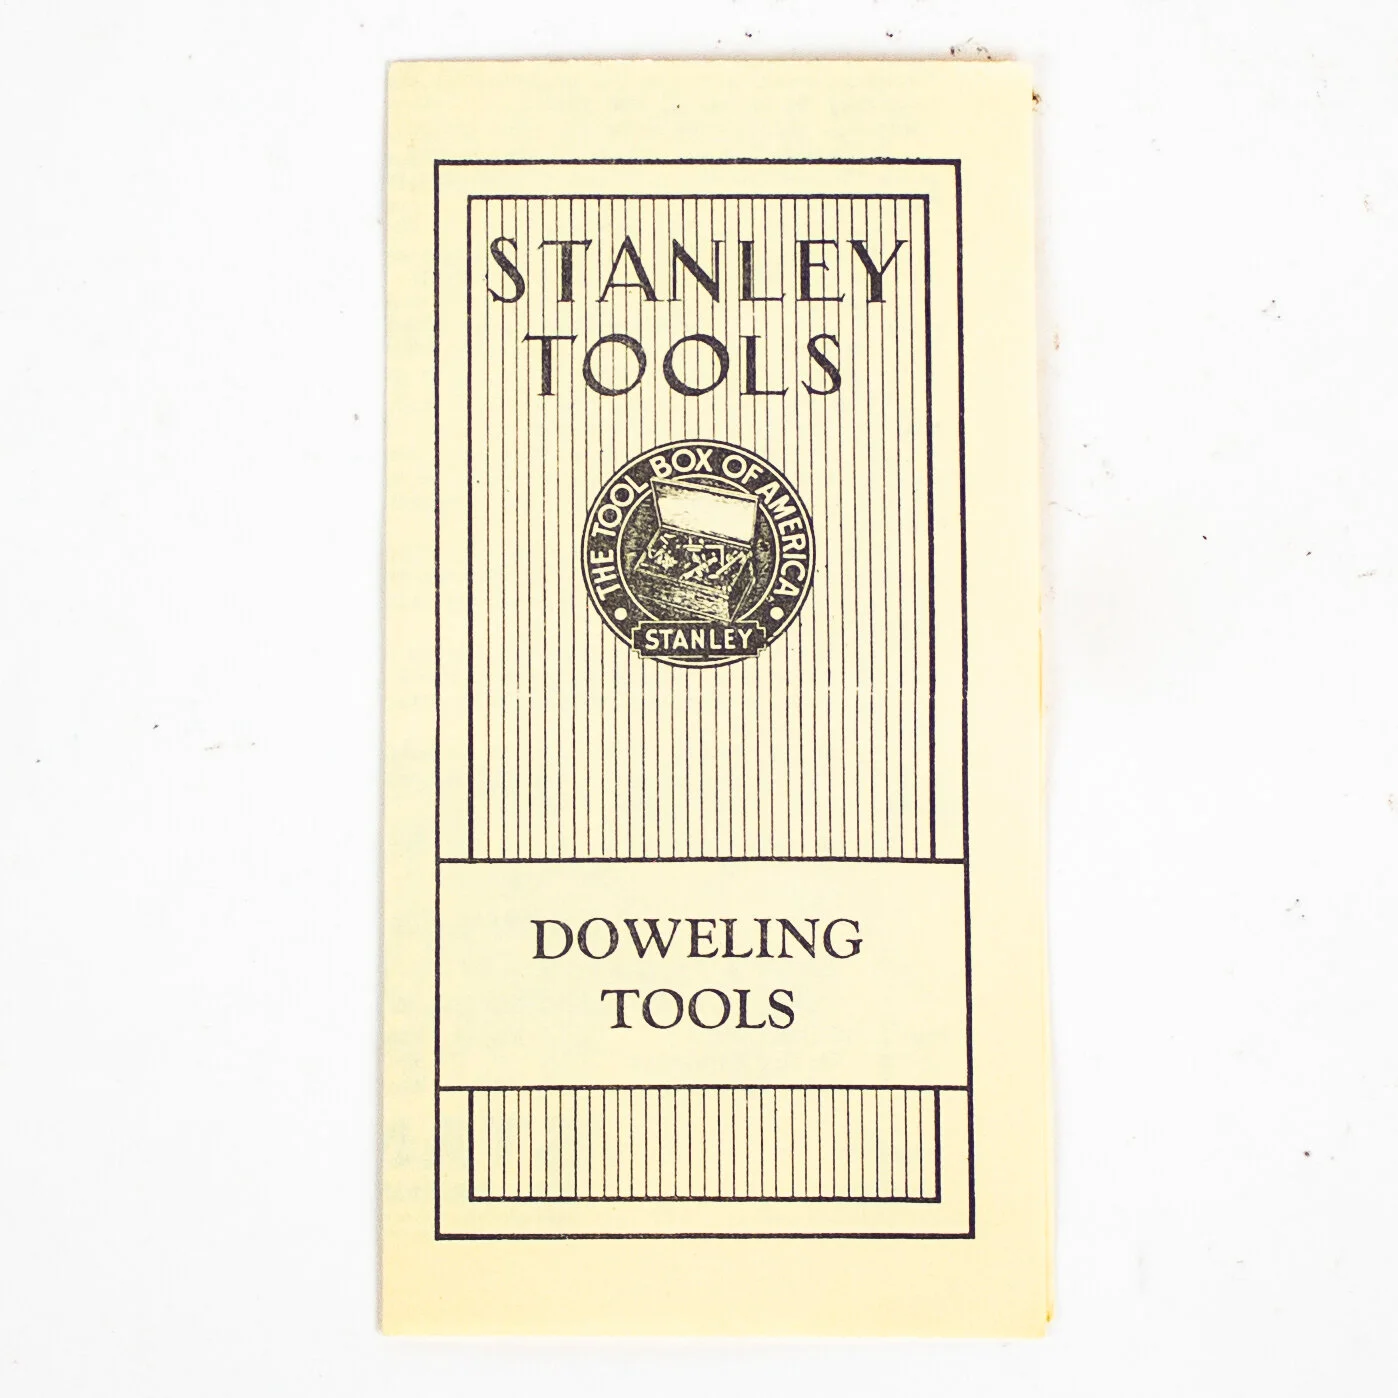 STANLEY
TOOLS
THE TOOL BOX OF AMERICA
STANLEY
DOWELING
TOOLS